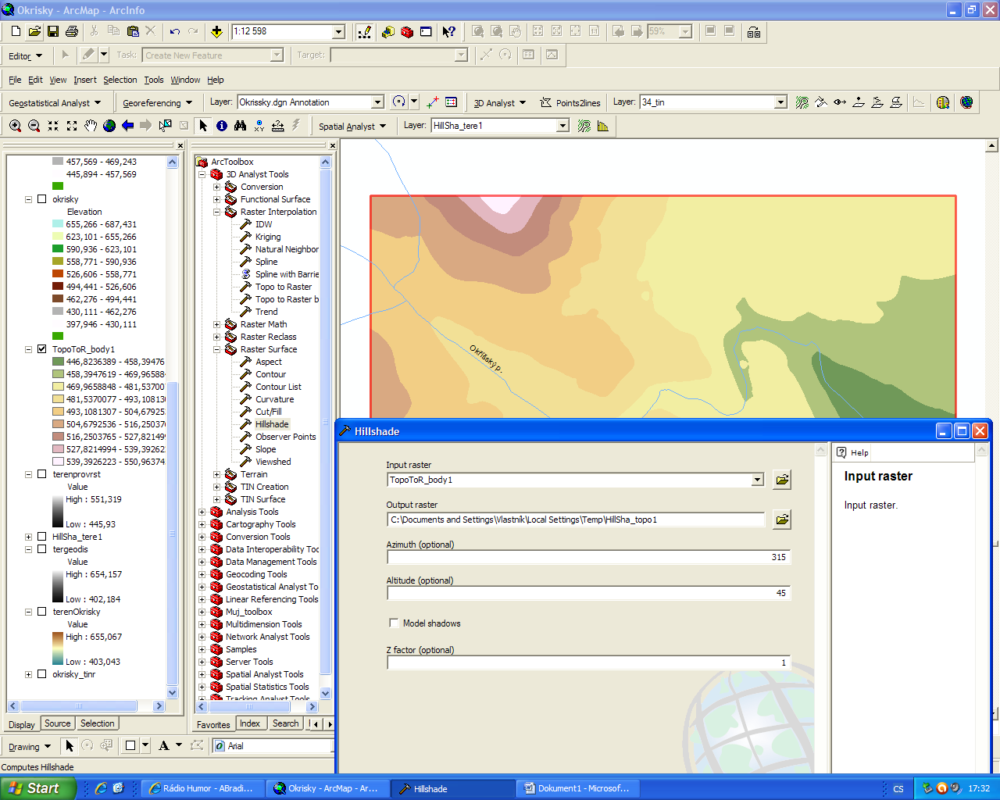 Okrisky - ArcMap - ArcInfo
1:12 598
59%
Editor
Task:
Create New Feature
Target:
File Edit View Insert Selection Tools Window Help
Geostatistical Analyst
Georeferencing
Layer:
Okrissky.dgn Annotation
3D Analyst
Points2lines
Layer:
34_tin
Spatial Analyst
Layer:
HillSha_tere1
457,569 - 469,243
445,894 - 457,569
okrisky
Elevation
655,266 - 687,431
623,101 - 655,266
590,936 - 623,101
558,771 - 590,936
526,606 - 558,771
494,441 - 526,606
462,276 - 494,441
430,111 - 462,276
397,946 - 430,111
TopoToR_body1
446,8236389 - 458,39476
458,3947619 - 469,96588
469,9658848 - 481,53700
481,5370077 - 493,10813
493,1081307 - 504,67925
504,6792536 - 516,25037
516,2503765 - 527,82149
527,8214994 - 539,39262
539,3926223 - 550,96374
terenprovrst
Value
High : 551,319
Low : 445,93
HillSha_tere1
tergeodis
Value
High : 654,157
Low : 402,184
terenOkrisky
Value
High : 655,067
Low : 403,043
okrisky_tinr
Display Source Selection
ArcToolbox
3D Analyst Tools
Conversion
Functional Surface
Raster Interpolation
IDW
Kriging
Natural Neighbor
Spline
Spline with Barrie
Topo to Raster
Topo to Raster b
Trend
Raster Math
Raster Reclass
Raster Surface
Aspect
Contour
Contour List
Curvature
Cut/Fill
Hillshade
Observer Points
Slope
Viewshed
Terrain
TIN Creation
TIN Surface
Analysis Tools
Cartography Tools
Conversion Tools
Data Interoperability Too
Data Management Tools
Geocoding Tools
Geostatistical Analyst To
Linear Referencing Tools
Muj_toolbox
Multidimension Tools
Network Analyst Tools
Samples
Server Tools
Spatial Analyst Tools
Spatial Statistics Tools
Tracking Analyst Tools
Favorites Index Search
Okříšský p.
Hillshade
Input raster
TopoToR_body1
Output raster
C:\Documents and Settings\Vlastník\Local Settings\Temp\HillSha_topo1
Azimuth (optional)
315
Altitude (optional)
45
Model shadows
Z factor (optional)
1
Help
Input raster
Input raster.
Drawing
A
Arial
Computes Hillshade
Start
Rádio Humor - ABradi...
Okrisky - ArcMap - Ar...
Hillshade
Dokument1 - Microsof...
CS
17:32